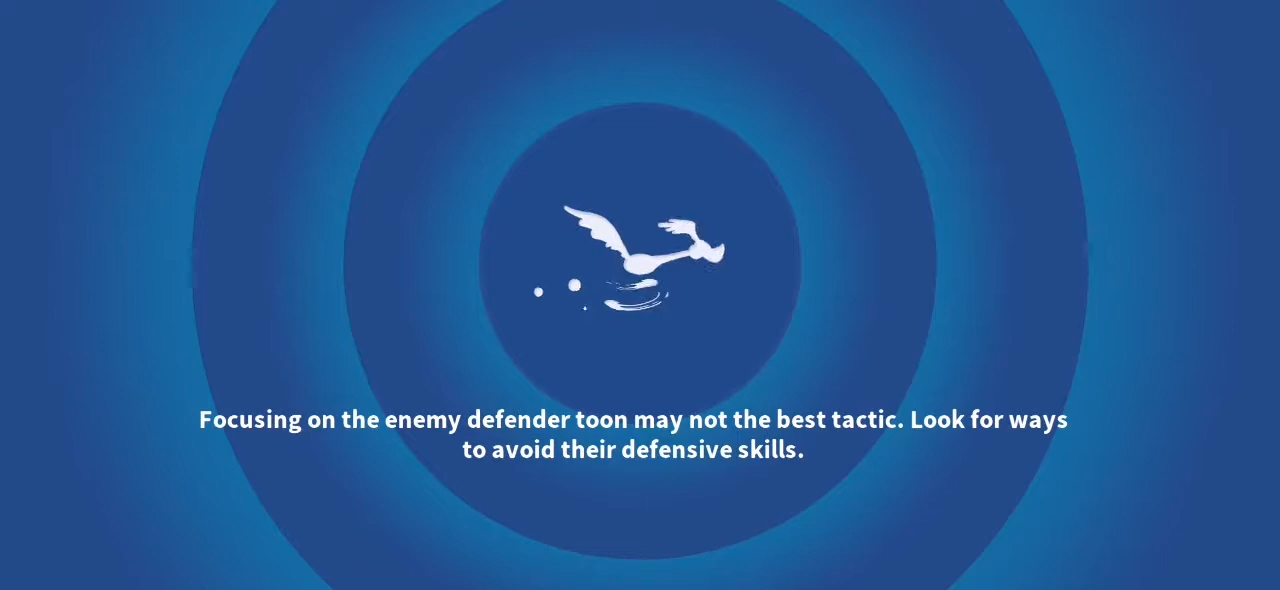 Focusing on the enemy defender toon may not the best tactic. Look for ways
to avoid their defensive skills.